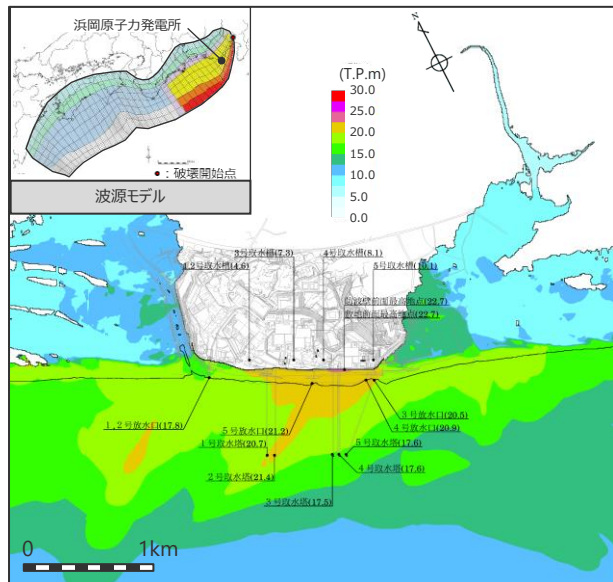 浜岡原子力発電所
●：破壊開始点
波源モデル
N
(T.P.m)
30.0
25.0
20.0
15.0
10.0
5.0
0.0
3号取水槽(7.3)
4号取水槽(8.1)
1,2号取水槽(4.6)
5号取水槽(10.1)
防波壁前面最高地点(22.7)
敷地前面最高地点(22.7)
1,2号放水口(17.8)
5号放水口(21.2)
3号放水口(20.5)
4号放水口(20.9)
1号取水塔(20.7)
5号取水塔(17.6)
2号取水塔(21.4)
4号取水塔(17.6)
3号取水塔(17.5)
0 1km